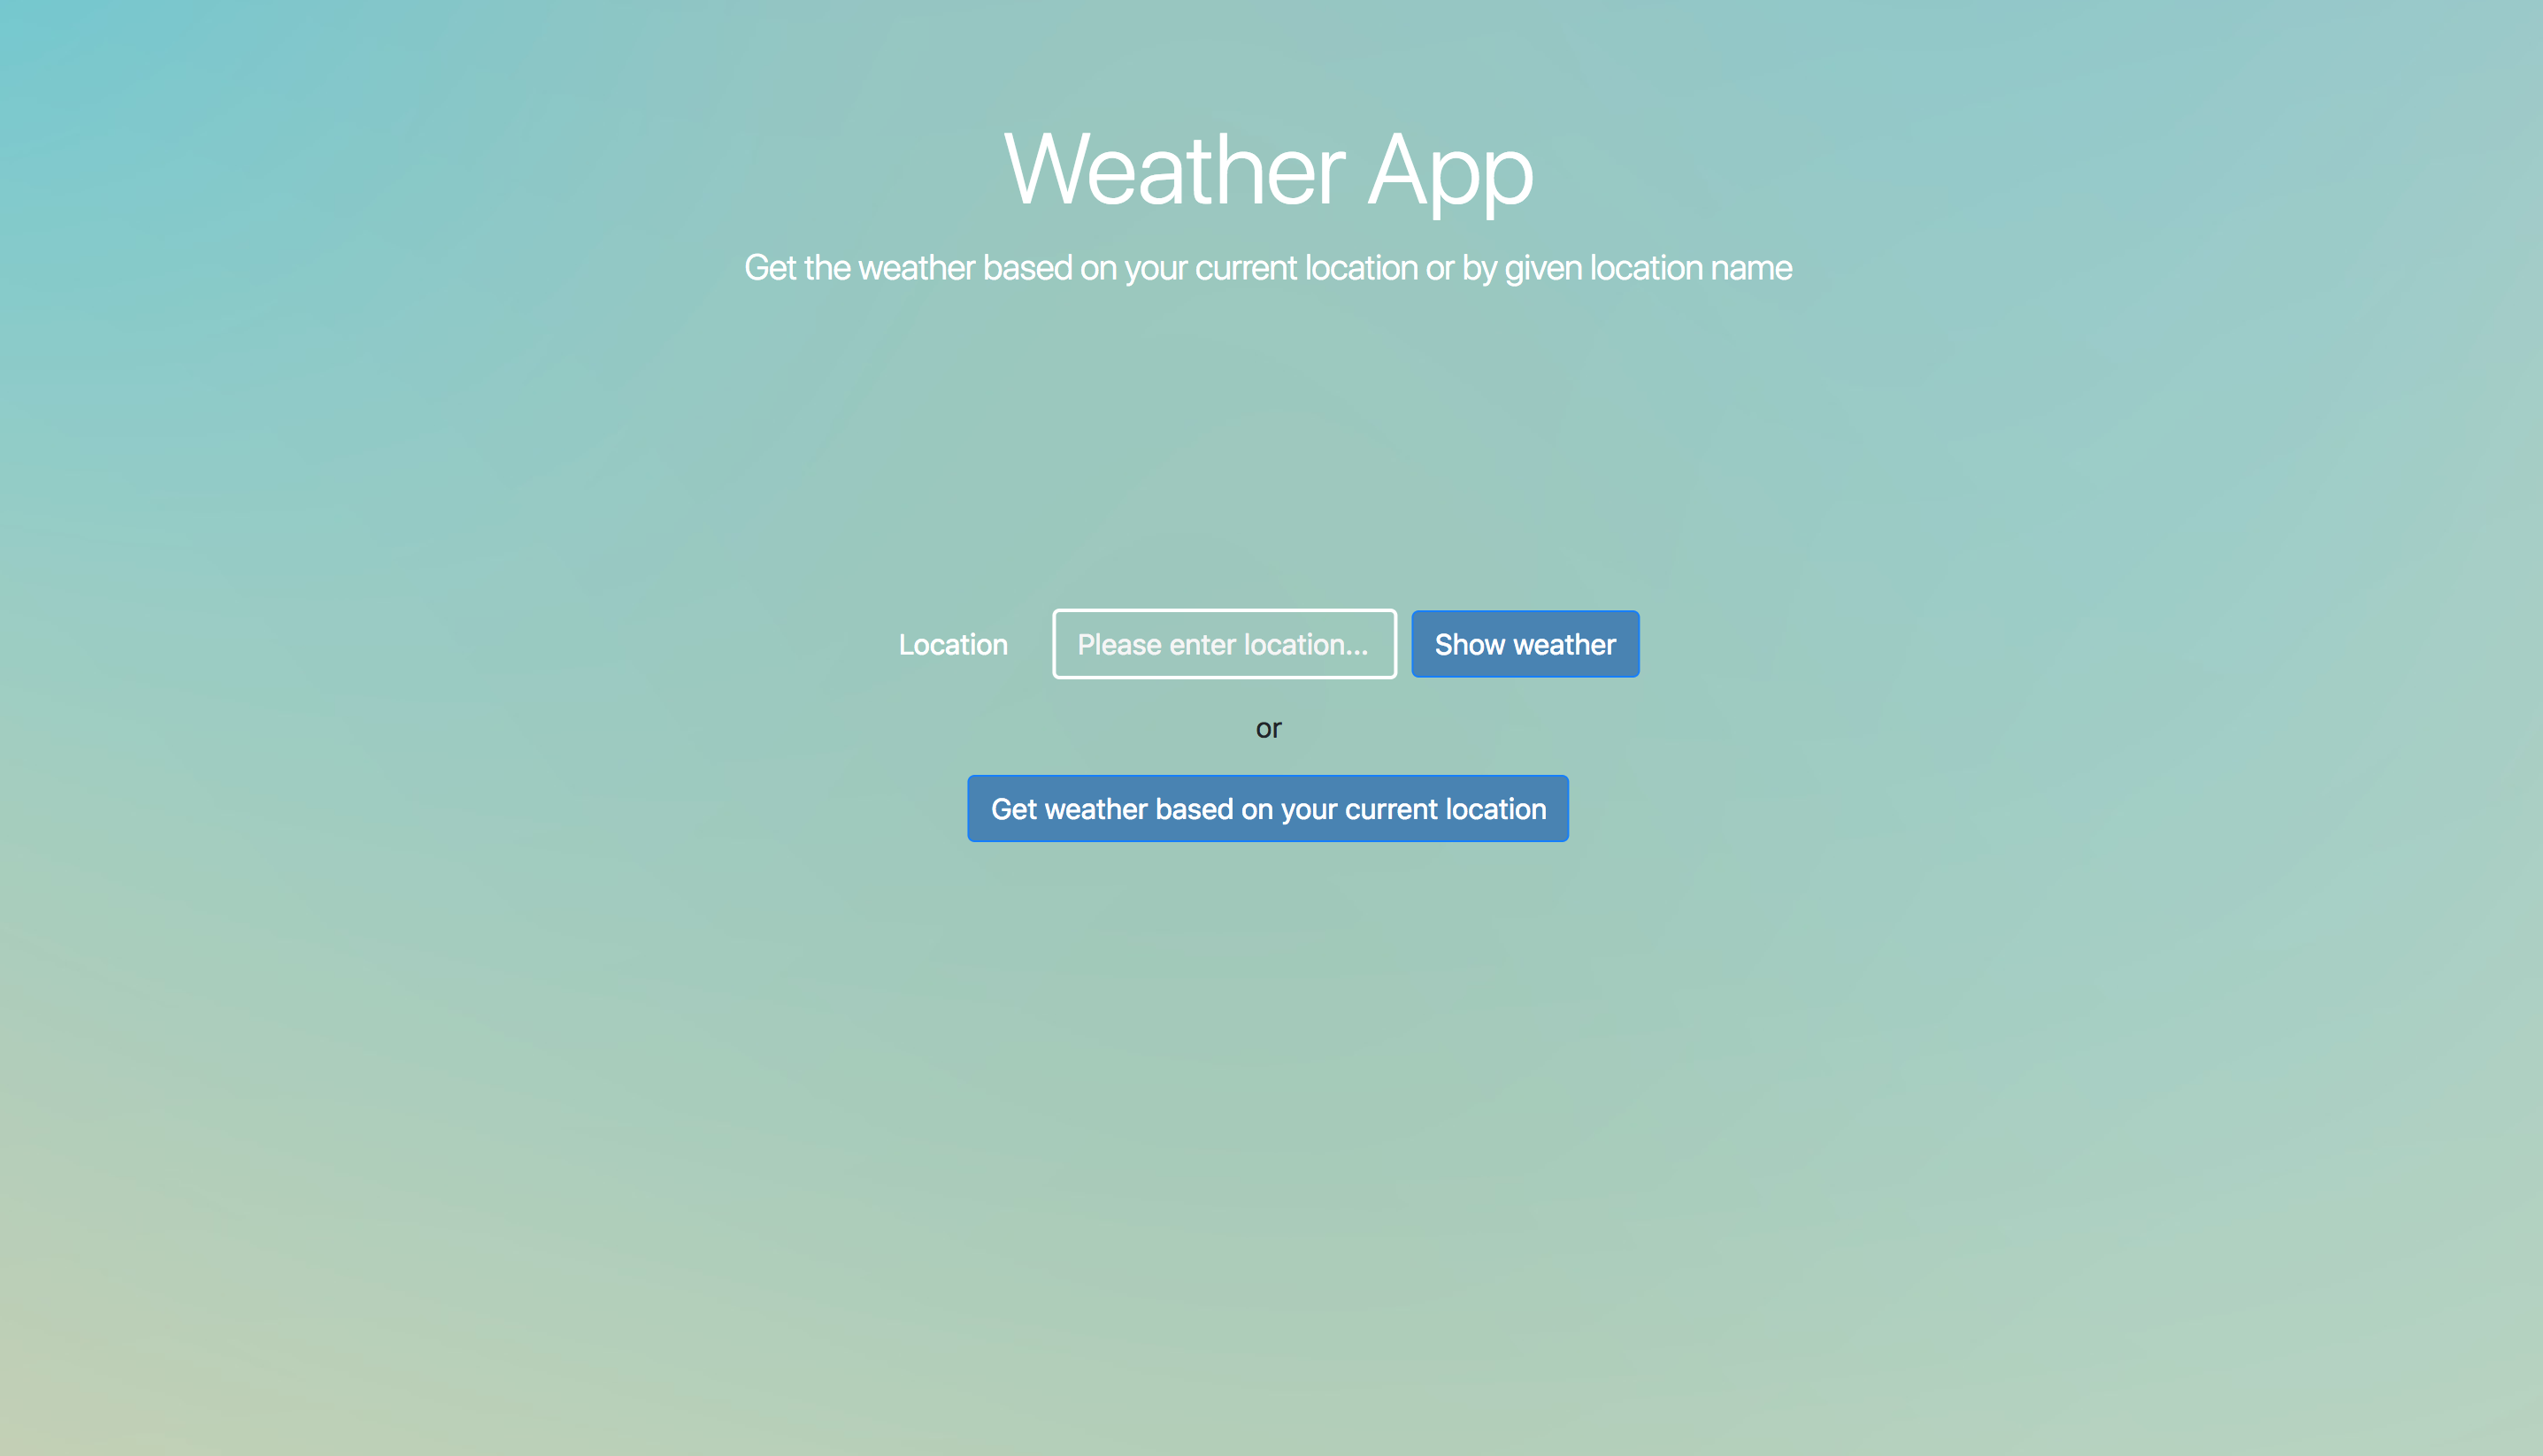 Weather App
Get the weather based on your current location or by given location name
Location Please enter location... Show weather
or
Get weather based on your current location